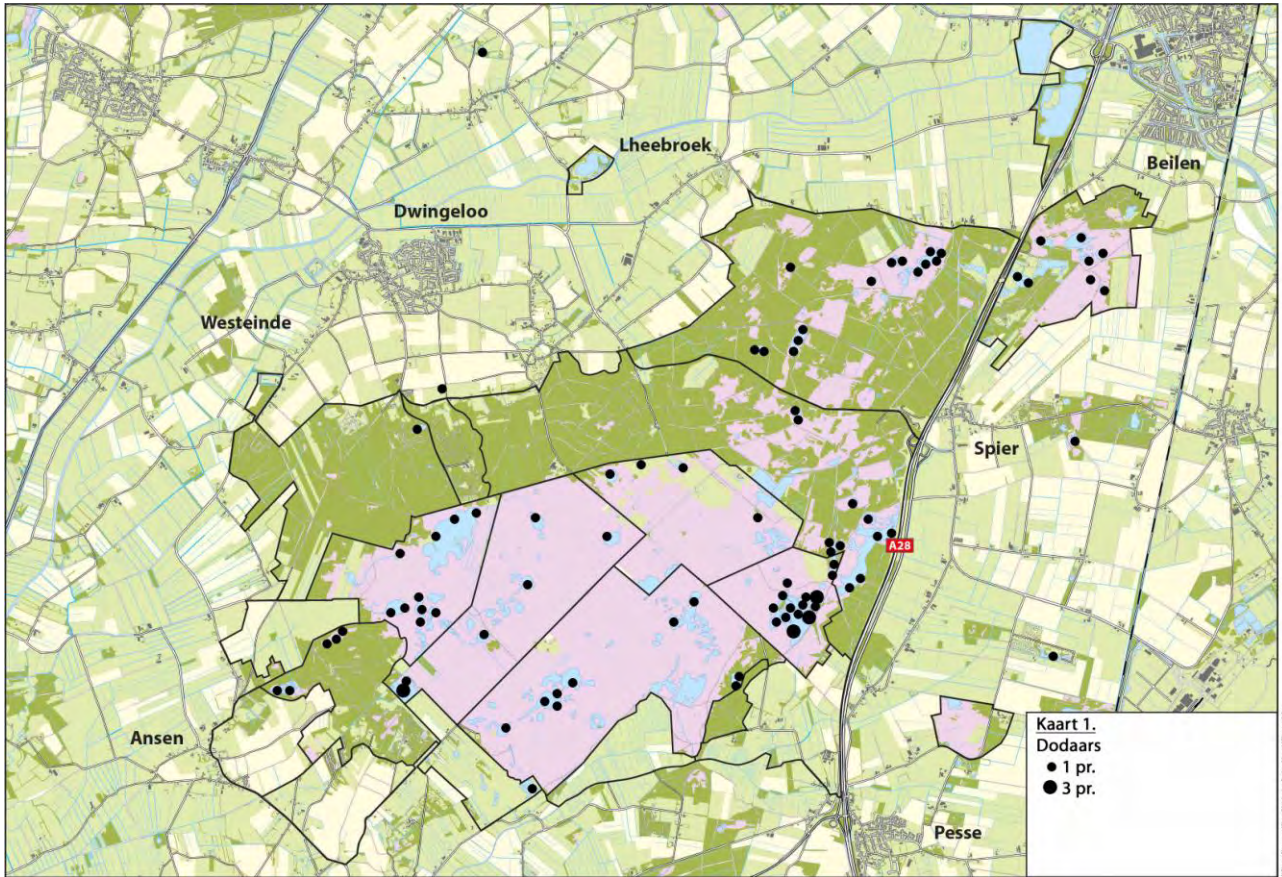 Lheebroek
Beilen
Dwingeloo
Westeinde
Spier
A28
Ansen
Pesse
Kaart 1.
Dodaars
1 pr.
3 pr.